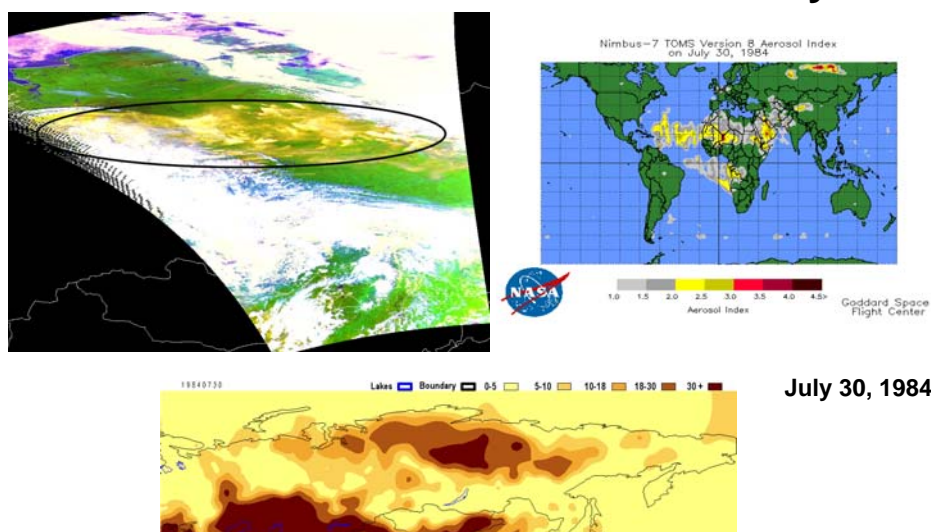 Nimbus-7 TOMS Version 8 Aerosol Index
on July 30, 1984
NASA
1.0 1.5 2.0 2.5 3.0 3.5 4.0 4.5>
Aerosol Index
Goddard Space
Flight Center
19840730
Lakes Boundary 0-5 5-10 10-18 18-30 30 +
July 30, 1984